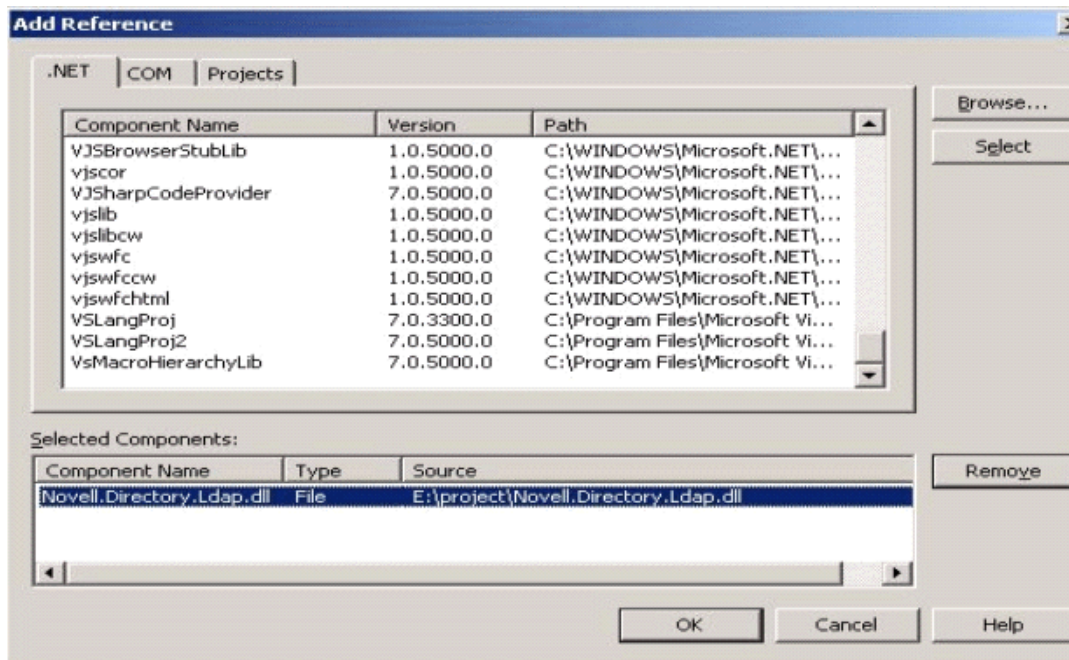 Add Reference
.NET COM Projects
Browse...
Component Name Version Path
Select
VJSBrowserStubLib 1.0.5000.0 C:\WINDOWS\Microsoft.NET\...
vjscor 1.0.5000.0 C:\WINDOWS\Microsoft.NET\...
VJSharpCodeProvider 7.0.5000.0 C:\WINDOWS\Microsoft.NET\...
vjslib 1.0.5000.0 C:\WINDOWS\Microsoft.NET\...
vjslibcw 1.0.5000.0 C:\WINDOWS\Microsoft.NET\...
vjswfc 1.0.5000.0 C:\WINDOWS\Microsoft.NET\...
vjswfccw 1.0.5000.0 C:\WINDOWS\Microsoft.NET\...
vjswfchtml 1.0.5000.0 C:\WINDOWS\Microsoft.NET\...
VSLangProj 7.0.3300.0 C:\Program Files\Microsoft Vi...
VSLangProj2 7.0.5000.0 C:\Program Files\Microsoft Vi...
VsMacroHierarchyLib 7.0.5000.0 C:\Program Files\Microsoft Vi...
Selected Components:
Component Name Type Source
Remove
Novell.Directory.Ldap.dll File E:\project\Novell.Directory.Ldap.dll
OK Cancel Help